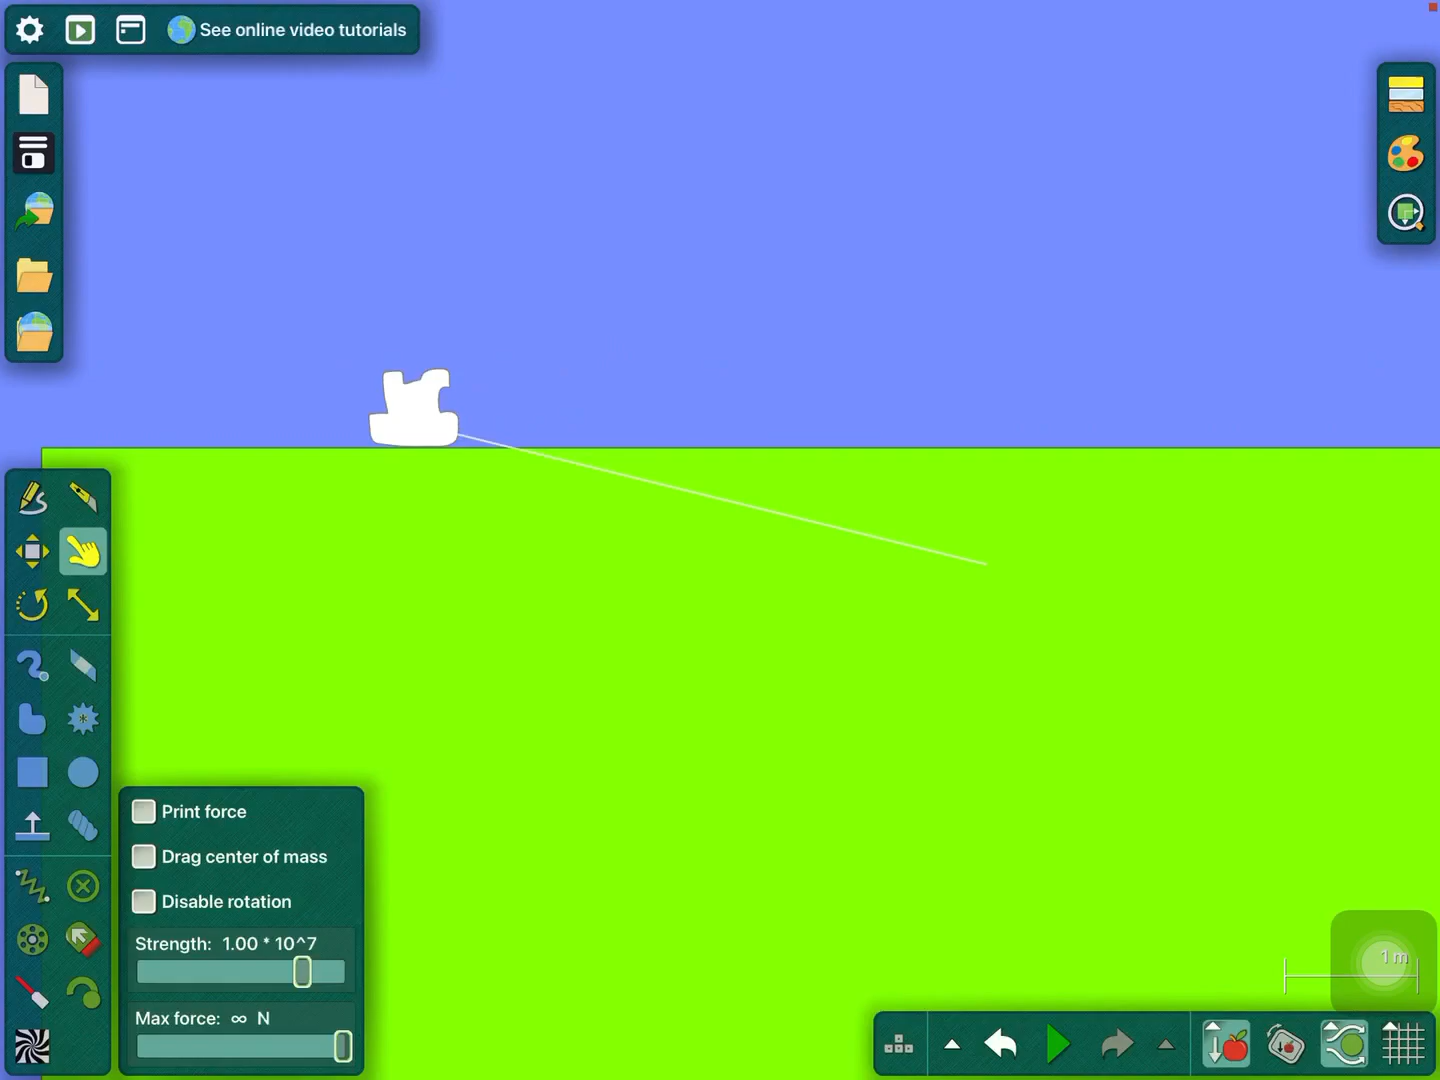 See online video tutorials
Print force
Drag center of mass
Disable rotation
Strength: 1.00 * 10^7
Max force: ∞ N
1 m